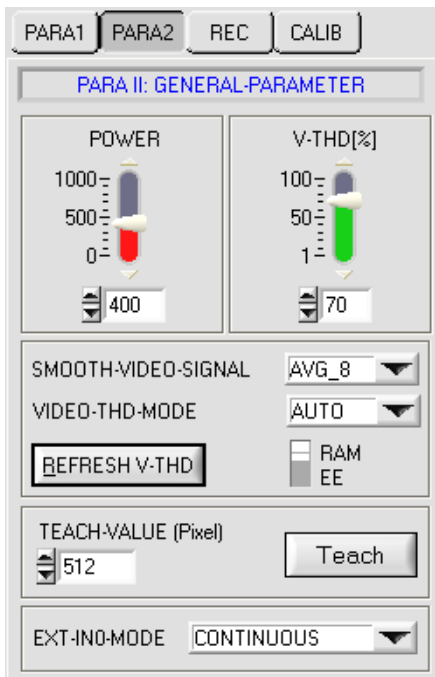 PARA1 PARA2 REC CALIB
PARA II: GENERAL-PARAMETER
POWER
1000
500
0
400
V-THD[%]
100
50
1
70
SMOOTH-VIDEO-SIGNAL AVG_8
VIDEO-THD-MODE AUTO
REFRESH V-THD
RAM
EE
TEACH-VALUE (Pixel)
512
Teach
EXT-IN0-MODE CONTINUOUS